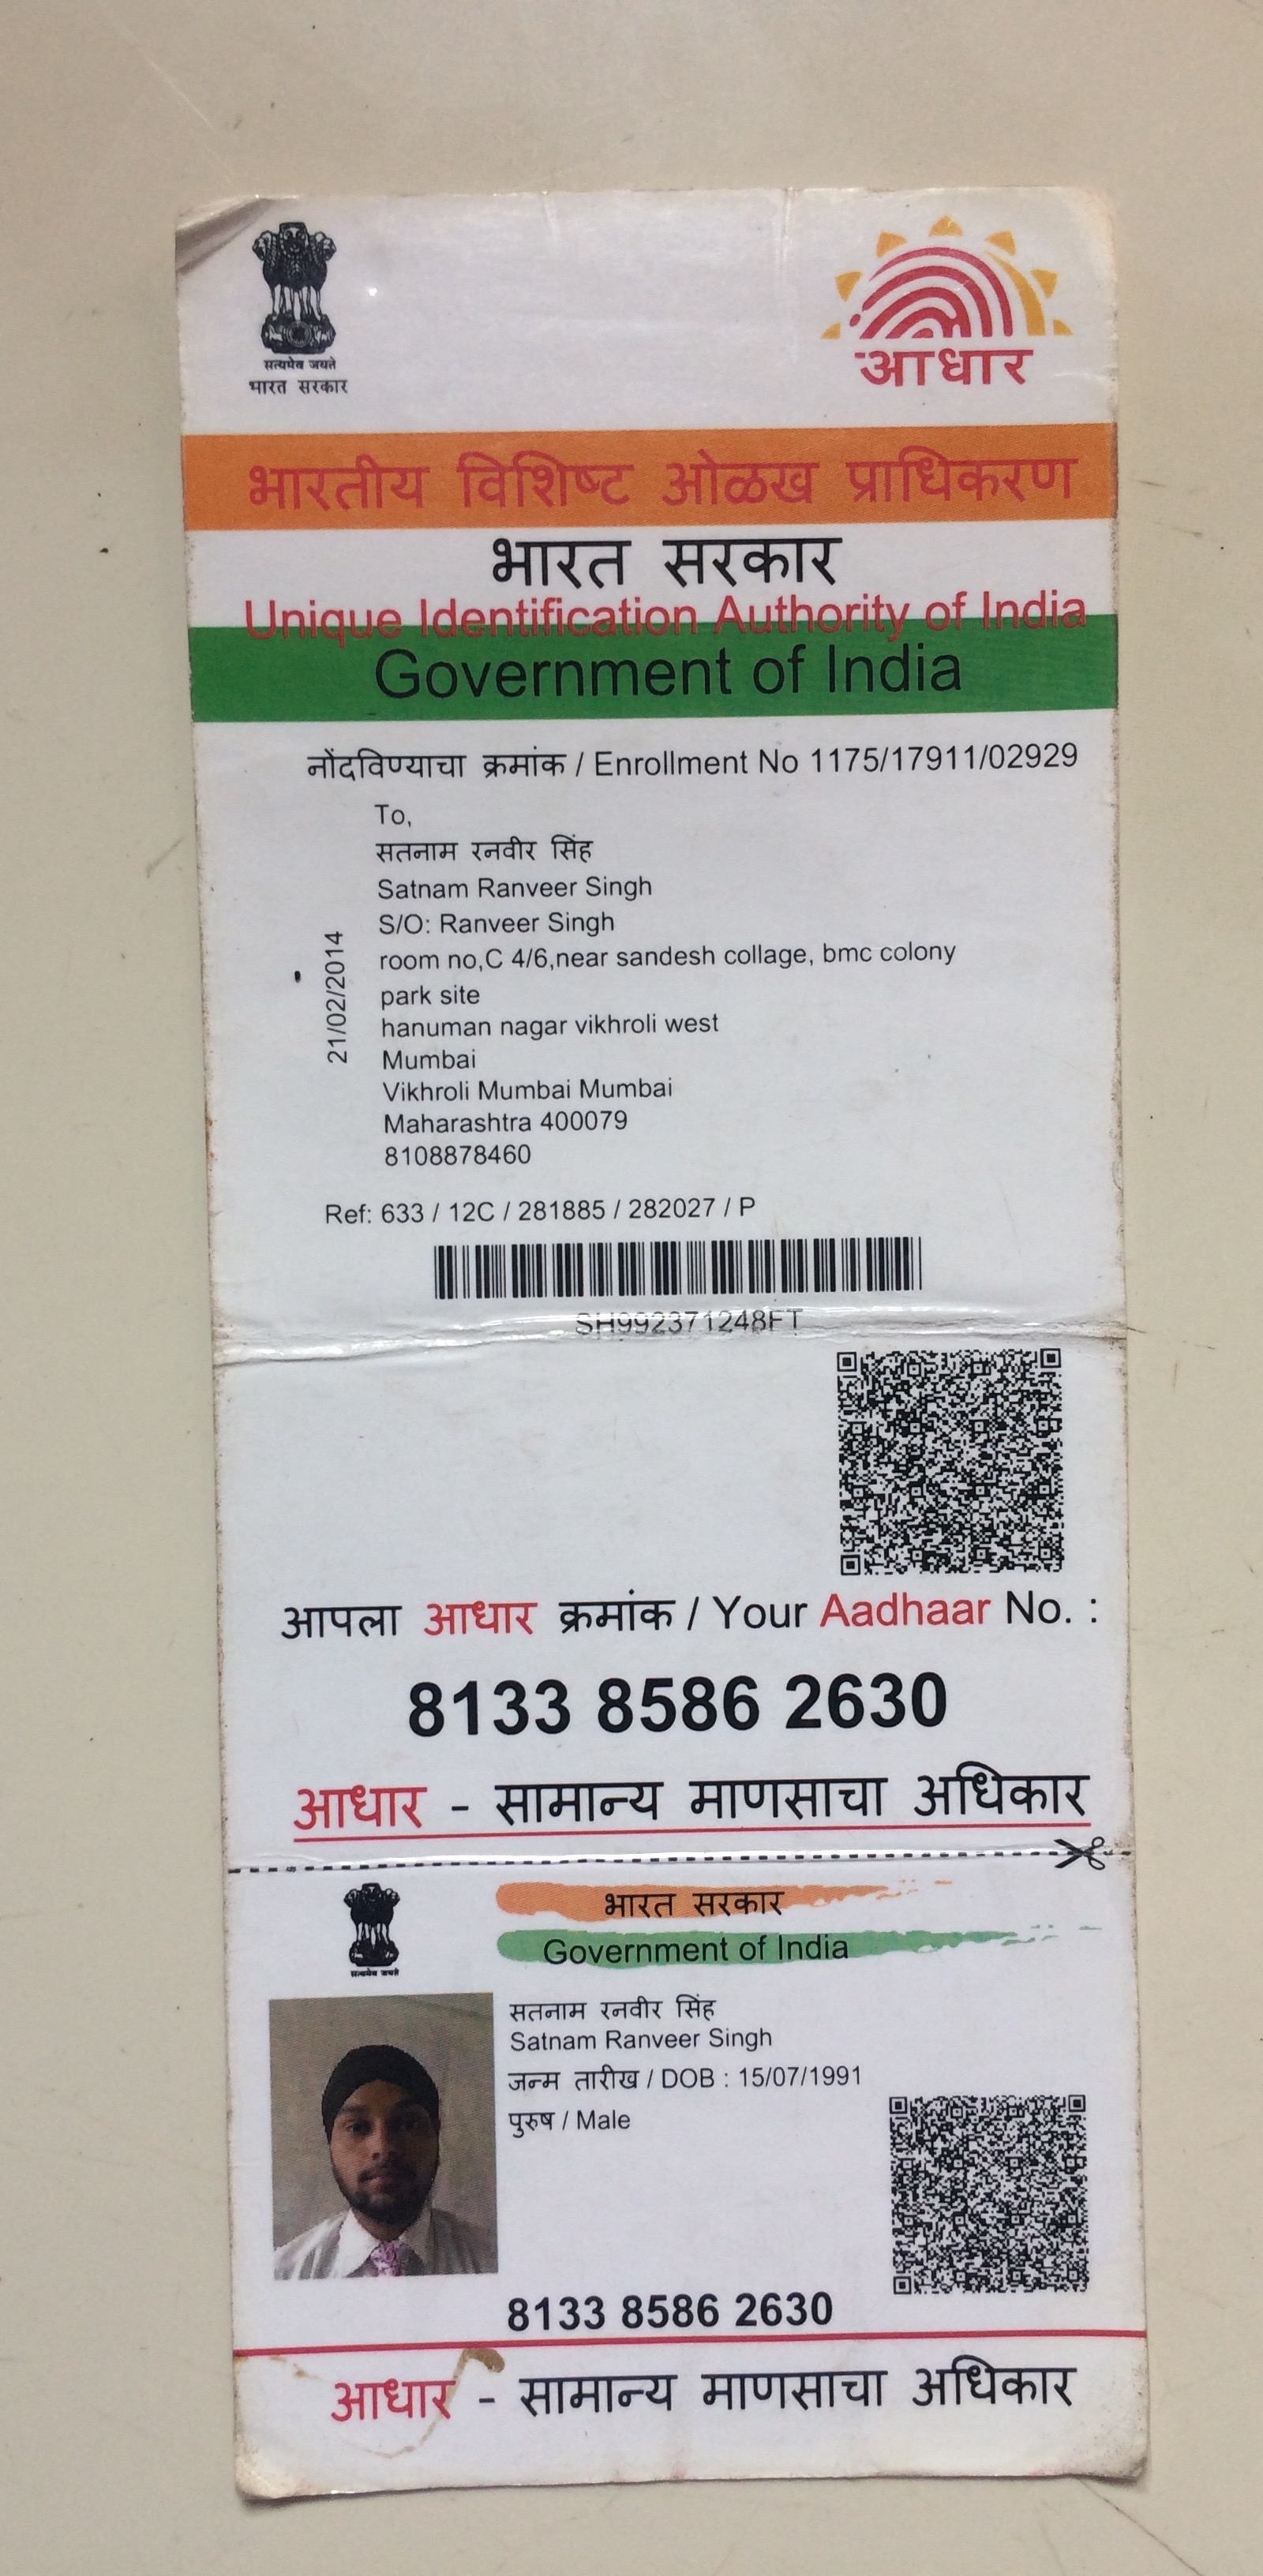 सत्यमेव जयते
भारत सरकार
आधार
भारतीय विशिष्ट ओळख प्राधिकरण
भारत सरकार
Unique Identification Authority of India
Government of India
नोंदविण्याचा क्रमांक / Enrollment No 1175/17911/02929
To,
सतनाम रनवीर सिंह
Satnam Ranveer Singh
S/O: Ranveer Singh
room no,C 4/6,near sandesh collage, bmc colony
park site
hanuman nagar vikhroli west
Mumbai
Vikhroli Mumbai Mumbai
Maharashtra 400079
8108878460
21/02/2014
Ref: 633 / 12C / 281885 / 282027 / P
SH992371248FT
आपला आधार क्रमांक / Your Aadhaar No. :
8133 8586 2630
आधार - सामान्य माणसाचा अधिकार
सत्यमेव जयते
भारत सरकार
Government of India
सतनाम रनवीर सिंह
Satnam Ranveer Singh
जन्म तारीख / DOB : 15/07/1991
पुरुष / Male
8133 8586 2630
आधार - सामान्य माणसाचा अधिकार